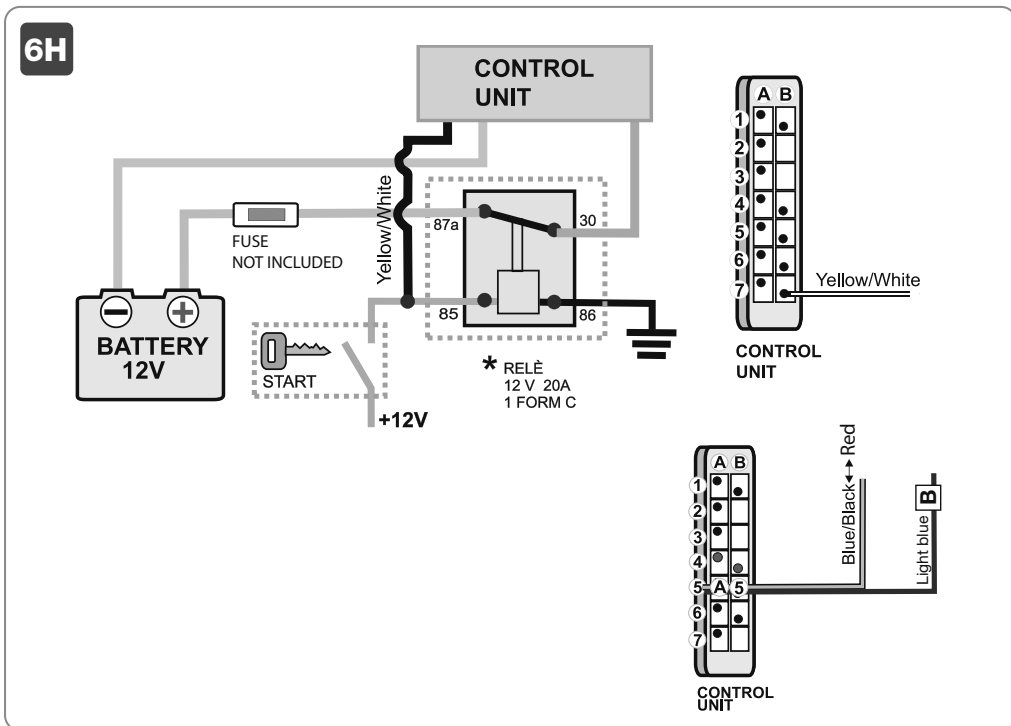 6H
CONTROL
UNIT
Yellow/White
FUSE
NOT INCLUDED
87a
30
85
86
− +
BATTERY
12V
START
+12V
* RELÈ
12 V 20A
1 FORM C
A B
1
2
3
4
5
6
7
Yellow/White
CONTROL
UNIT
A B
1
2
3
4
5 A 5
6
7
Blue/Black↔Red
Light blue B
CONTROL
UNIT